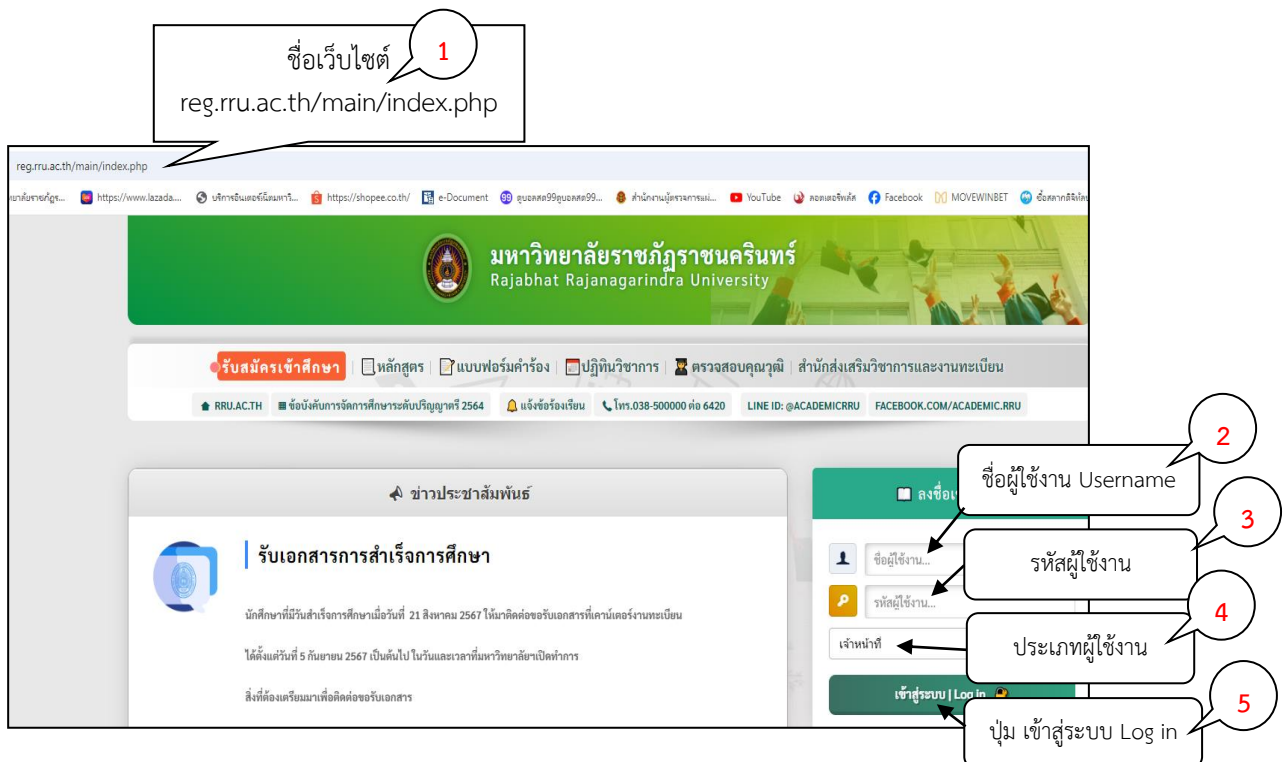 ชื่อเว็บไซต์
1
reg.rru.ac.th/main/index.php
reg.rru.ac.th/main/index.php
https://www.lazada.... https://shopee.co.th/ e-Document YouTube Facebook MOVEWINBET
มหาวิทยาลัยราชภัฏราชนครินทร์
Rajabhat Rajanagarindra University
รับสมัครเข้าศึกษา หลักสูตร แบบฟอร์มคำร้อง ปฏิทินวิชาการ ตรวจสอบคุณวุฒิ สำนักส่งเสริมวิชาการและงานทะเบียน
RRU.AC.TH ข้อบังคับการจัดการศึกษาระดับปริญญาตรี 2564 แจ้งข้อร้องเรียน โทร.038-500000 ต่อ 6420 LINE ID: @ACADEMICRRU FACEBOOK.COM/ACADEMIC.RRU
2
ข่าวประชาสัมพันธ์
ลงชื่อ
ชื่อผู้ใช้งาน Username
3
รับเอกสารการสำเร็จการศึกษา
ชื่อผู้ใช้งาน...
รหัสผู้ใช้งาน
รหัสผู้ใช้งาน...
4
นักศึกษาที่มีวันสำเร็จการศึกษาเมื่อวันที่ 21 สิงหาคม 2567 ให้มาติดต่อขอรับเอกสารที่เคาน์เตอร์งานทะเบียน
เจ้าหน้าที่
ประเภทผู้ใช้งาน
ได้ตั้งแต่วันที่ 5 กันยายน 2567 เป็นต้นไป ในวันและเวลาที่มหาวิทยาลัยฯเปิดทำการ
สิ่งที่ต้องเตรียมมาเพื่อติดต่อขอรับเอกสาร
เข้าสู่ระบบ | Log in
5
ปุ่ม เข้าสู่ระบบ Log in